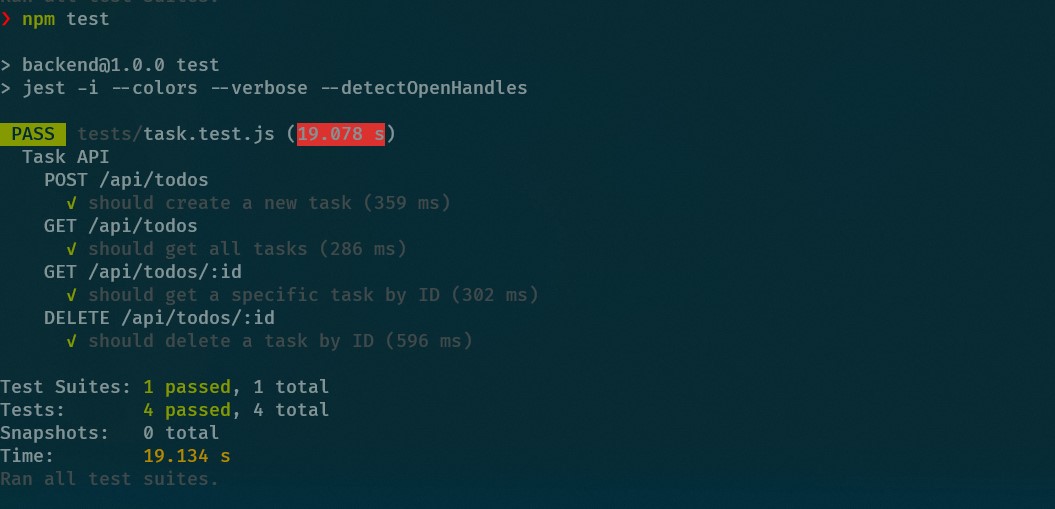 Ran all test suites.
❯ npm test
> backend@1.0.0 test
> jest -i --colors --verbose --detectOpenHandles
PASS tests/task.test.js (19.078 s)
Task API
POST /api/todos
√ should create a new task (359 ms)
GET /api/todos
√ should get all tasks (286 ms)
GET /api/todos/:id
√ should get a specific task by ID (302 ms)
DELETE /api/todos/:id
√ should delete a task by ID (596 ms)
Test Suites: 1 passed, 1 total
Tests: 4 passed, 4 total
Snapshots: 0 total
Time: 19.134 s
Ran all test suites.